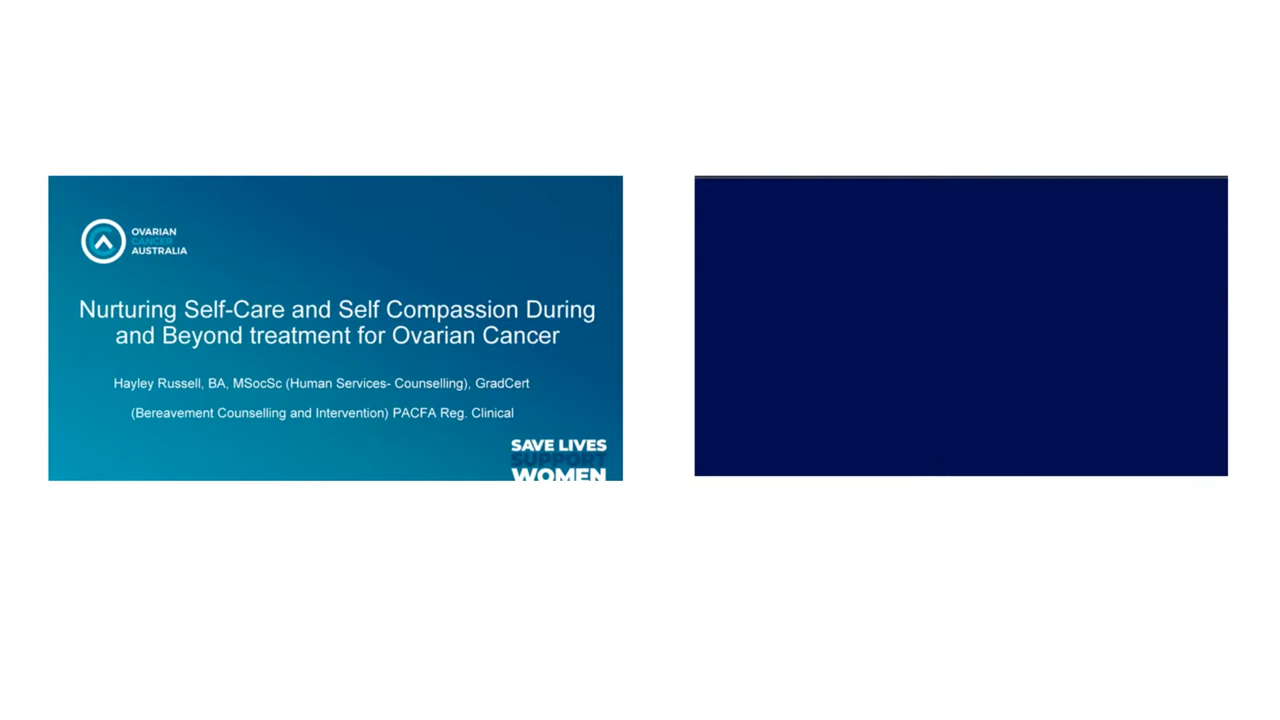 OVARIAN
CANCER
AUSTRALIA
Nurturing Self-Care and Self Compassion During
and Beyond treatment for Ovarian Cancer
Hayley Russell, BA, MSocSc (Human Services- Counselling), GradCert
(Bereavement Counselling and Intervention) PACFA Reg. Clinical
SAVE LIVES
SUPPORT
WOMEN